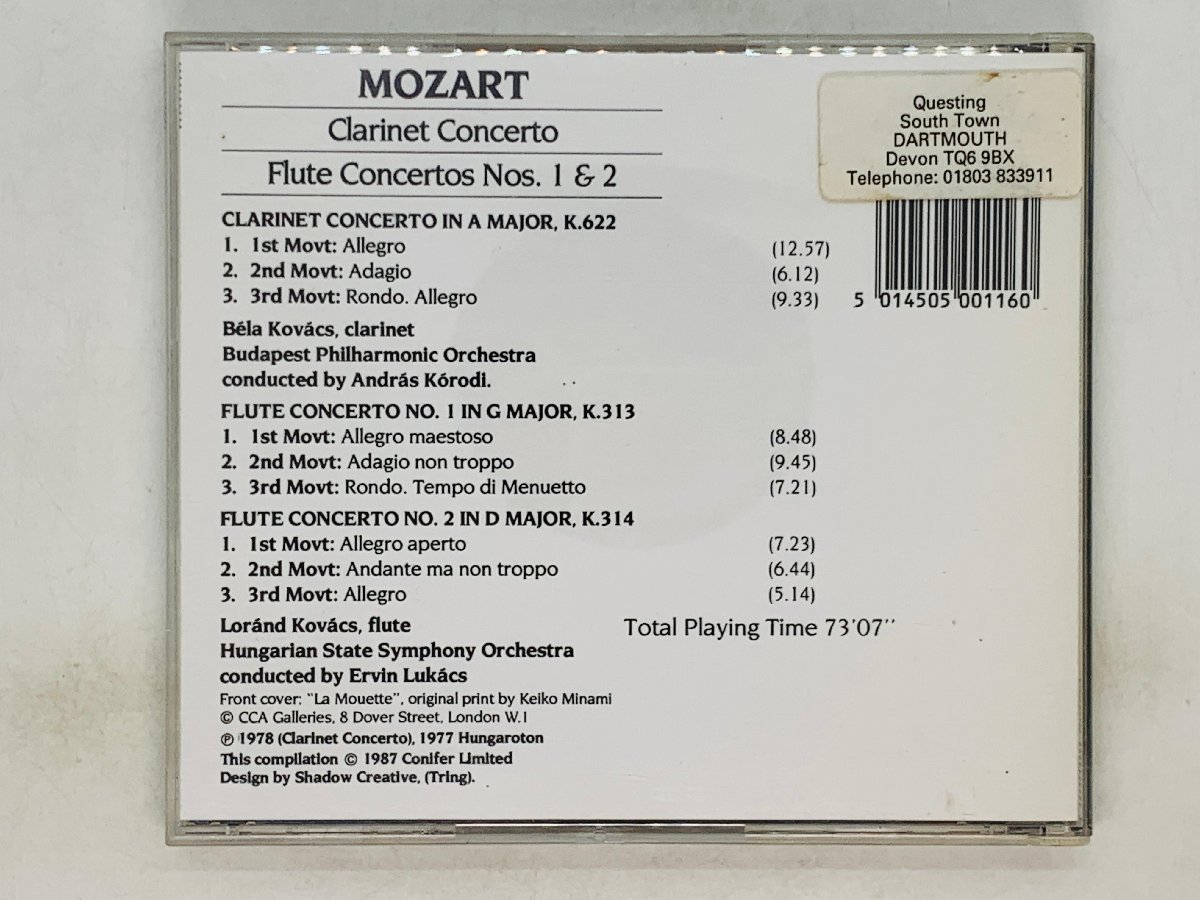 MOZART
Clarinet Concerto
Flute Concertos Nos. 1 & 2
CLARINET CONCERTO IN A MAJOR, K.622
1. 1st Movt: Allegro (12.57)
2. 2nd Movt: Adagio (6.12)
3. 3rd Movt: Rondo. Allegro (9.33)
Béla Kovács, clarinet
Budapest Philharmonic Orchestra
conducted by András Kórodi.
FLUTE CONCERTO NO. 1 IN G MAJOR, K.313
1. 1st Movt: Allegro maestoso (8.48)
2. 2nd Movt: Adagio non troppo (9.45)
3. 3rd Movt: Rondo. Tempo di Menuetto (7.21)
FLUTE CONCERTO NO. 2 IN D MAJOR, K.314
1. 1st Movt: Allegro aperto (7.23)
2. 2nd Movt: Andante ma non troppo (6.44)
3. 3rd Movt: Allegro (5.14)
Loránd Kovács, flute
Hungarian State Symphony Orchestra
conducted by Ervin Lukács
Total Playing Time 73'07''
Front cover: "La Mouette", original print by Keiko Minami
© CCA Galleries, 8 Dover Street, London W.1
℗ 1978 (Clarinet Concerto), 1977 Hungaroton
This compilation © 1987 Conifer Limited
Design by Shadow Creative, (Tring).
Questing
South Town
DARTMOUTH
Devon TQ6 9BX
Telephone: 01803 833911
5 014505 001160